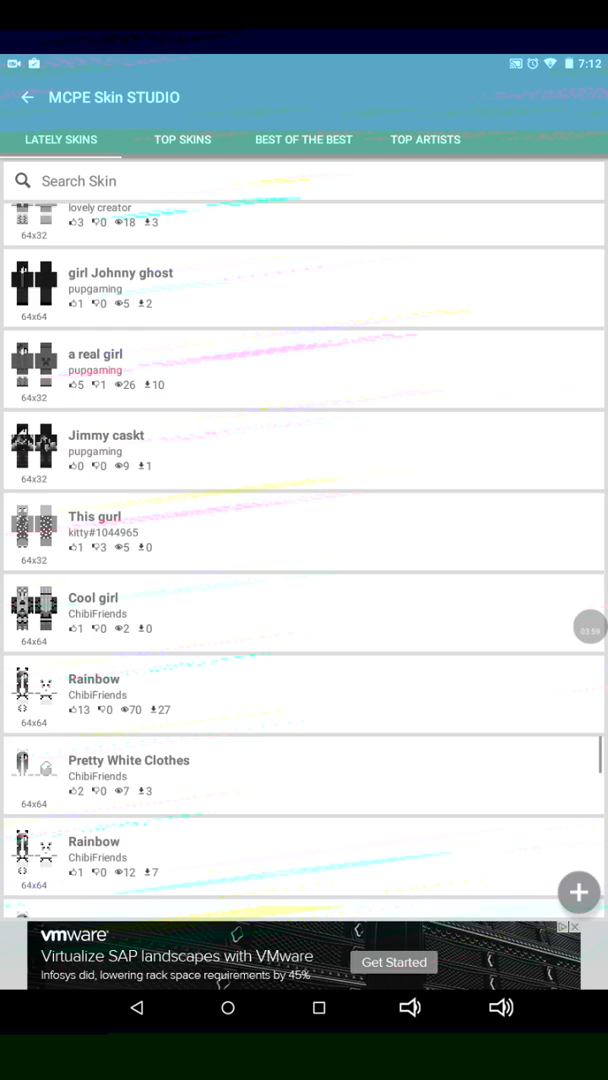 7:12
MCPE Skin STUDIO
LATELY SKINS TOP SKINS BEST OF THE BEST TOP ARTISTS
Search Skin
lovely creator
3 0 18 3
64x32
girl Johnny ghost
pupgaming
1 0 5 2
64x64
a real girl
pupgaming
5 1 26 10
64x32
Jimmy caskt
pupgaming
0 0 9 1
64x32
This gurl
kitty#1044965
1 3 5 0
64x32
Cool girl
ChibiFriends
1 0 2 0
64x64
03:59
Rainbow
ChibiFriends
13 0 70 27
64x64
Pretty White Clothes
ChibiFriends
2 0 7 3
64x64
Rainbow
ChibiFriends
1 0 12 7
64x64
vmware
Virtualize SAP landscapes with VMware
Infosys did, lowering rack space requirements by 45%
Get Started